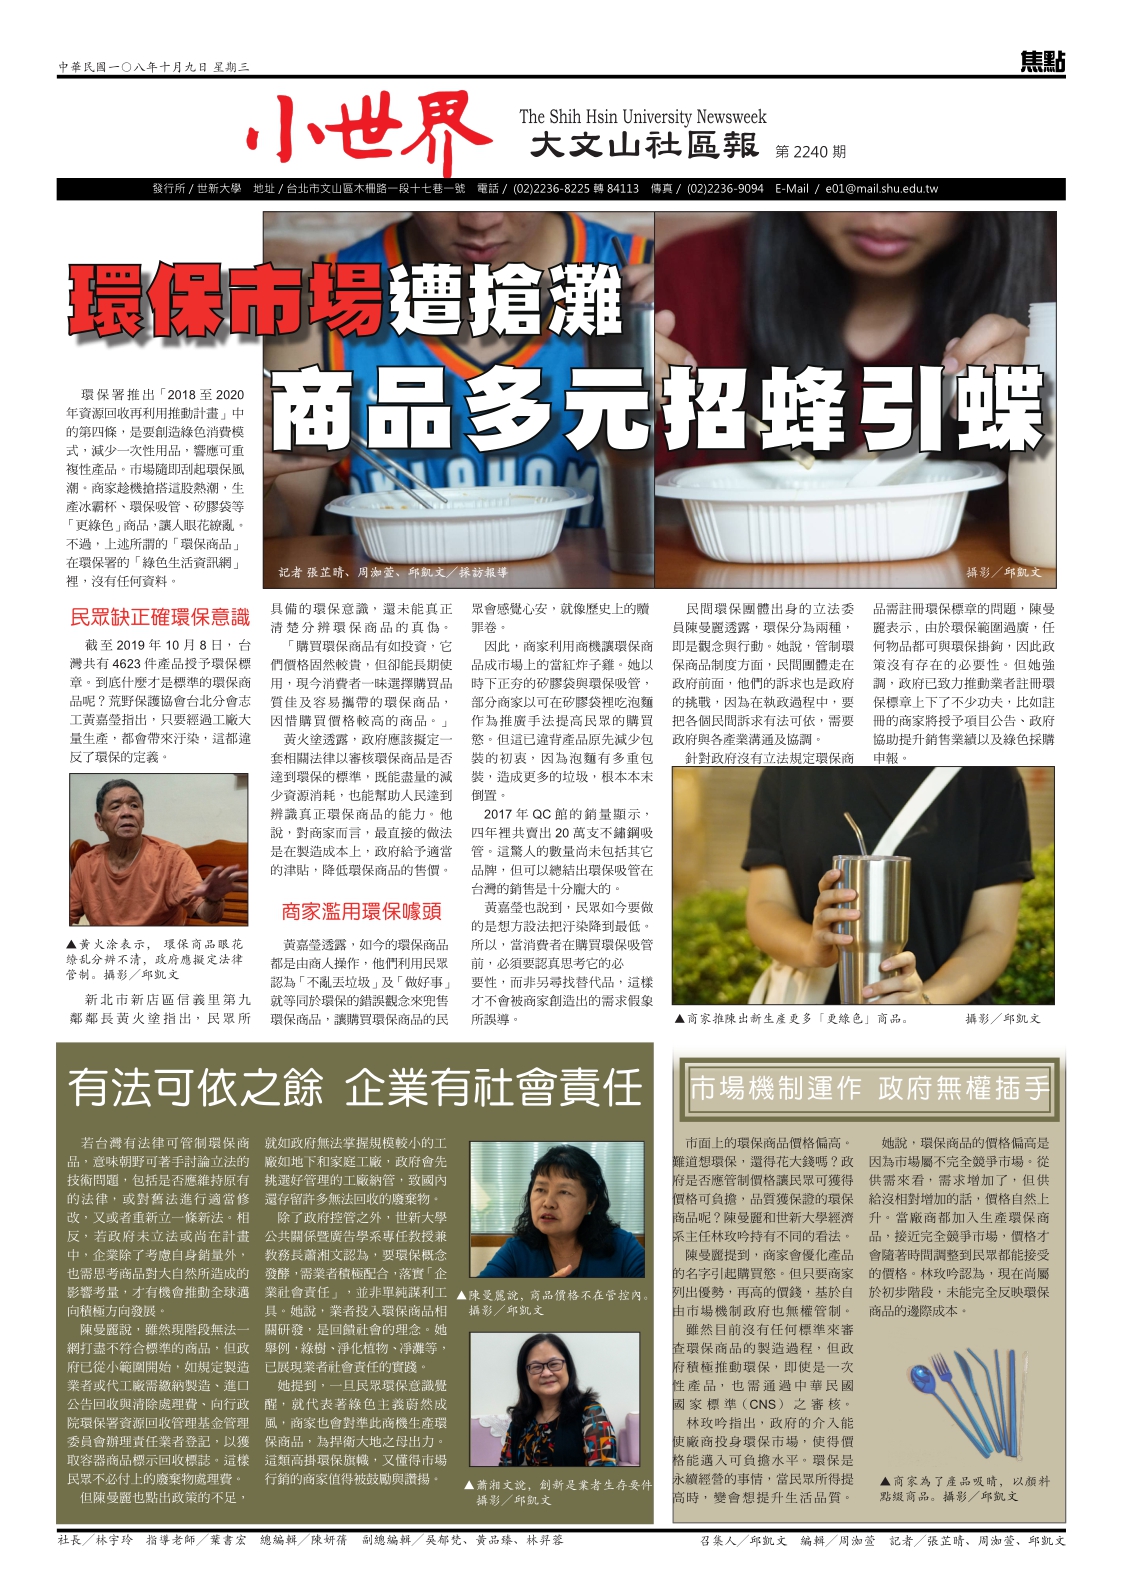 中華民國一○八年十月九日 星期三
焦點
小世界
The Shih Hsin University Newsweek
大文山社區報 第 2240 期
發行所 / 世新大學 地址 / 台北市文山區木柵路一段十七巷一號 電話 / (02)2236-8225 轉 84113 傳真 / (02)2236-9094 E-Mail / e01@mail.shu.edu.tw
環保市場遭搶灘
商品多元招蜂引蝶
記者 張芷晴、周洳萱、邱凱文／採訪報導
攝影／邱凱文
環保署推出「2018 至 2020
年資源回收再利用推動計畫」中
的第四條，是要創造綠色消費模
式，減少一次性用品，響應可重
複性產品。市場隨即刮起環保風
潮。商家趁機搶搭這股熱潮，生
產冰霸杯、環保吸管、矽膠袋等
「更綠色」商品，讓人眼花繚亂。
不過，上述所謂的「環保商品」
在環保署的「綠色生活資訊網」
裡，沒有任何資料。
民眾缺正確環保意識
截至 2019 年 10 月 8 日，台
灣共有 4623 件產品授予環保標
章。到底什麼才是標準的環保商
品呢？荒野保護協會台北分會志
工黃嘉瑩指出，只要經過工廠大
量生產，都會帶來汙染，這都違
反了環保的定義。
▲黃火涂表示， 環保商品眼花
繚亂分辨不清，政府應擬定法律
管制。攝影／邱凱文
新北市新店區信義里第九
鄰鄰長黃火塗指出，民眾所
具備的環保意識，還未能真正
清楚分辨環保商品的真偽。
「購買環保商品有如投資，它
們價格固然較貴，但卻能長期使
用，現今消費者一昧選擇購買品
質佳及容易攜帶的環保商品，
因惜購買價格較高的商品。」
黃火塗透露，政府應該擬定一
套相關法律以審核環保商品是否
達到環保的標準，既能盡量的減
少資源消耗，也能幫助人民達到
辨識真正環保商品的能力。他
說，對商家而言，最直接的做法
是在製造成本上，政府給予適當
的津貼，降低環保商品的售價。
商家濫用環保噱頭
黃嘉瑩透露，如今的環保商品
都是由商人操作，他們利用民眾
認為「不亂丟垃圾」及「做好事」
就等同於環保的錯誤觀念來兜售
環保商品，讓購買環保商品的民
眾會感覺心安，就像歷史上的贖
罪卷。
因此，商家利用商機讓環保商
品成市場上的當紅炸子雞。她以
時下正夯的矽膠袋與環保吸管，
部分商家以可在矽膠袋裡吃泡麵
作為推廣手法提高民眾的購買
慾。但這已違背產品原先減少包
裝的初衷，因為泡麵有多重包
裝，造成更多的垃圾，根本本末
倒置。
2017 年 QC 館的銷量顯示，
四年裡共賣出 20 萬支不鏽鋼吸
管。這驚人的數量尚未包括其它
品牌，但可以總結出環保吸管在
台灣的銷售是十分龐大的。
黃嘉瑩也說到，民眾如今要做
的是想方設法把汙染降到最低。
所以，當消費者在購買環保吸管
前，必須要認真思考它的必
要性，而非另尋找替代品，這樣
才不會被商家創造出的需求假象
所誤導。
民間環保團體出身的立法委
員陳曼麗透露，環保分為兩種，
即是觀念與行動。她說，管制環
保商品制度方面，民間團體走在
政府前面，他們的訴求也是政府
的挑戰，因為在執政過程中，要
把各個民間訴求有法可依，需要
政府與各產業溝通及協調。
針對政府沒有立法規定環保商
品需註冊環保標章的問題，陳曼
麗表示，由於環保範圍過廣，任
何物品都可與環保掛鉤，因此政
策沒有存在的必要性。但她強
調，政府已致力推動業者註冊環
保標章上下了不少功夫，比如註
冊的商家將授予項目公告、政府
協助提升銷售業績以及綠色採購
申報。
▲商家推陳出新生產更多「更綠色」商品。 攝影／邱凱文
有法可依之餘 企業有社會責任
若台灣有法律可管制環保商
品，意味朝野可著手討論立法的
技術問題，包括是否應維持原有
的法律，或對舊法進行適當修
改，又或者重新立一條新法。相
反，若政府未立法或尚在計畫
中，企業除了考慮自身銷量外，
也需思考商品對大自然所造成的
影響考量，才有機會推動全球邁
向積極方向發展。
陳曼麗說，雖然現階段無法一
網打盡不符合標準的商品，但政
府已從小範圍開始，如規定製造
業者或代工廠需繳納製造、進口
公告回收與清除處理費、向行政
院環保署資源回收管理基金管理
委員會辦理責任業者登記，以獲
取容器商品標示回收標誌。這樣
民眾不必付上的廢棄物處理費。
但陳曼麗也點出政策的不足，
就如政府無法掌握規模較小的工
廠如地下和家庭工廠，政府會先
挑選好管理的工廠納管，致國內
還存留許多無法回收的廢棄物。
除了政府控管之外，世新大學
公共關係暨廣告學系專任教授兼
教務長蕭湘文認為，要環保概念
發酵，需業者積極配合，落實「企
業社會責任」，並非單純謀利工
具。她說，業者投入環保商品相
關研發，是回饋社會的理念。她
舉例，綠樹、淨化植物、凈灘等，
已展現業者社會責任的實踐。
她提到，一旦民眾環保意識覺
醒，就代表著綠色主義蔚然成
風，商家也會對準此商機生產環
保商品，為捍衛大地之母出力。
這類高掛環保旗幟，又懂得市場
行銷的商家值得被鼓勵與讚揚。
▲陳曼麗說，商品價格不在管控內。
攝影／邱凱文
▲蕭湘文說，創新是業者生存要件
攝影／邱凱文
市場機制運作 政府無權插手
市面上的環保商品價格偏高。
難道想環保，還得花大錢嗎？政
府是否應管制價格讓民眾可獲得
價格可負擔，品質獲保證的環保
商品呢？陳曼麗和世新大學經濟
系主任林玫吟持有不同的看法。
陳曼麗提到，商家會優化產品
的名字引起購買慾。但只要商家
列出優勢，再高的價錢，基於自
由市場機制政府也無權管制。
雖然目前沒有任何標準來審
查環保商品的製造過程，但政
府積極推動環保，即使是一次
性產品，也需通過中華民國
國家標準（CNS）之審核。
林玫吟指出，政府的介入能
使廠商投身環保市場，使得價
格能邁入可負擔水平。環保是
永續經營的事情，當民眾所得提
高時，變會想提升生活品質。
她說，環保商品的價格偏高是
因為市場屬不完全競爭市場。從
供需來看，需求增加了，但供
給沒相對增加的話，價格自然上
升。當廠商都加入生產環保商
品，接近完全競爭市場，價格才
會隨著時間調整到民眾都能接受
的價格。林玫吟認為，現在尚屬
於初步階段，未能完全反映環保
商品的邊際成本。
▲商家為了產品吸睛，以顏料
點綴商品。攝影／邱凱文
社長／林宇玲 指導老師／葉書宏 總編輯／陳妍蒨 副總編輯／吳郁梵、黃品臻、林昇蓉
召集人／邱凱文 編輯／周洳萱 記者／張芷晴、周洳萱、邱凱文